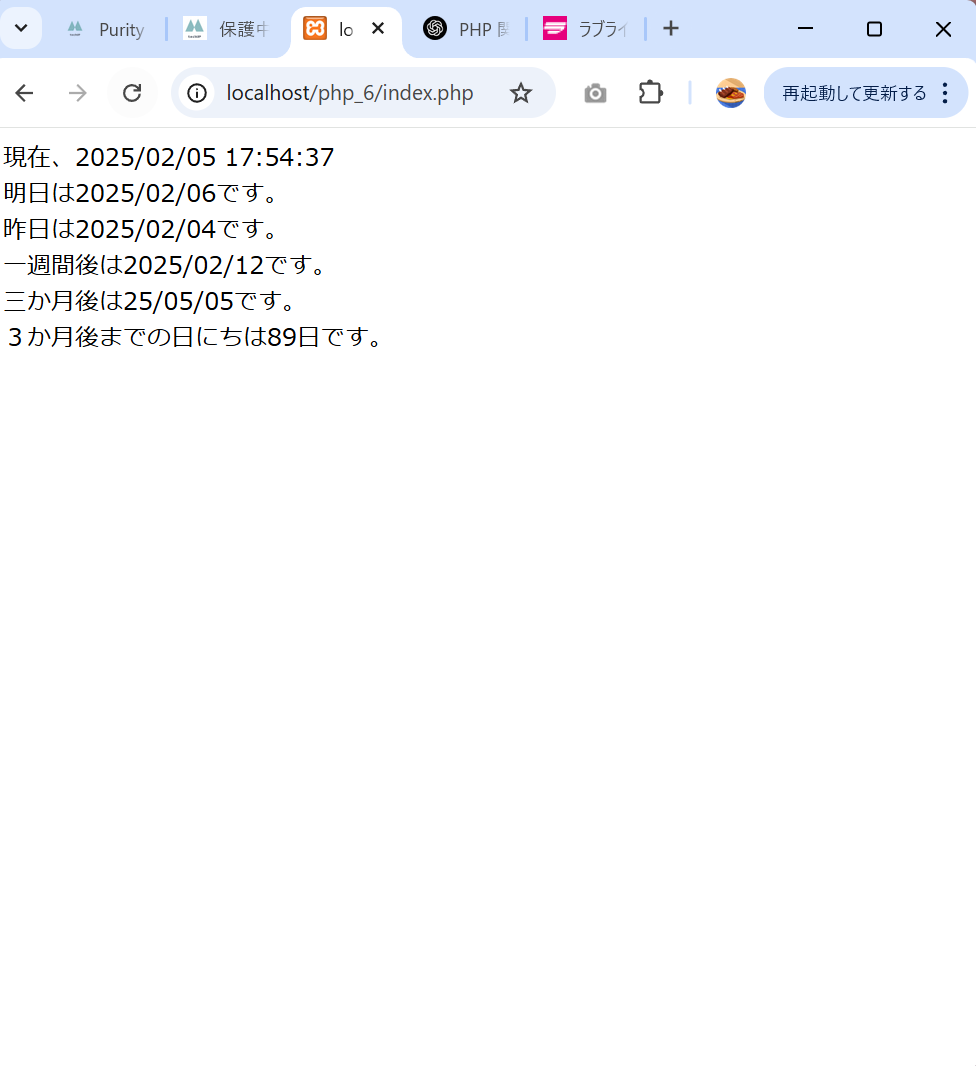 Purity
保護中
lo
PHP 関
ラブライ
localhost/php_6/index.php
再起動して更新する
現在、2025/02/05 17:54:37
明日は2025/02/06です。
昨日は2025/02/04です。
一週間後は2025/02/12です。
三か月後は25/05/05です。
３か月後までの日にちは89日です。